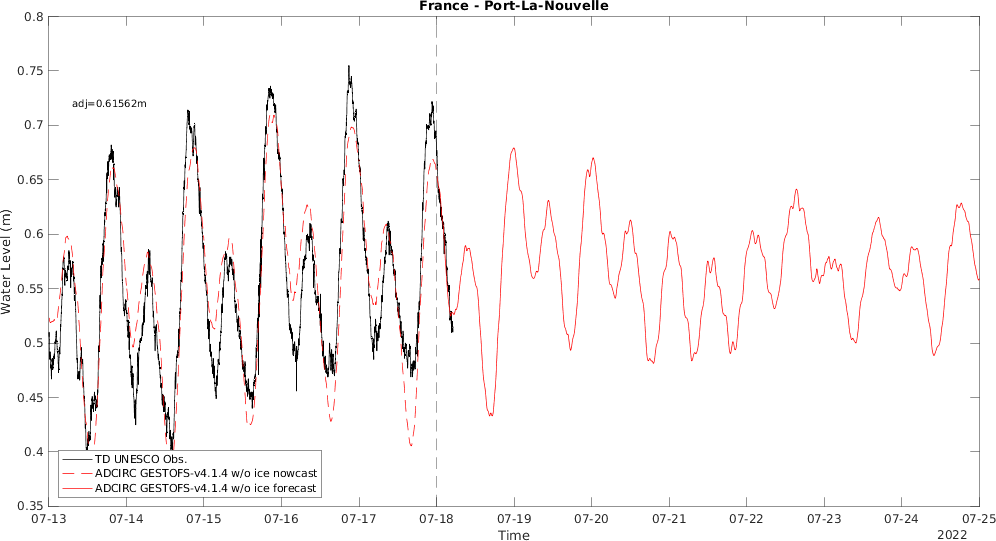 France - Port-La-Nouvelle
0.8
0.75
0.7
0.65
0.6
0.55
0.5
0.45
0.4
0.35
Water Level (m)
adj=0.61562m
TD UNESCO Obs.
ADCIRC GESTOFS-v4.1.4 w/o ice nowcast
ADCIRC GESTOFS-v4.1.4 w/o ice forecast
07-13 07-14 07-15 07-16 07-17 07-18 07-19 07-20 07-21 07-22 07-23 07-24 07-25
Time
2022